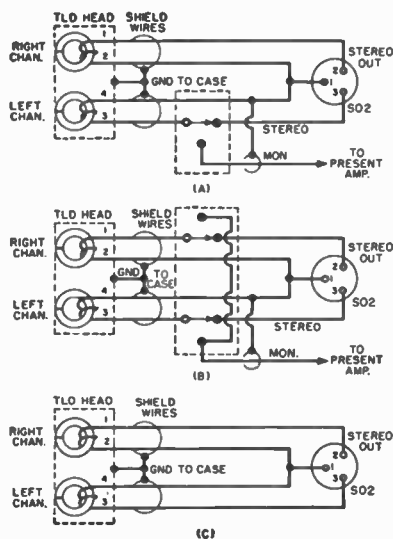 TLD HEAD
SHIELD WIRES
RIGHT CHAN.
1
2
STEREO OUT
2
1
3
SO2
GND TO CASE
LEFT CHAN.
4
3
STEREO
MON
TO PRESENT AMP.
(A)
TLD HEAD
SHIELD WIRES
RIGHT CHAN.
1
2
STEREO OUT
2
1
3
SO2
GND TO CASE
LEFT CHAN.
4
3
STEREO
MON.
TO PRESENT AMP.
(B)
TLD HEAD
SHIELD WIRES
RIGHT CHAN.
1
2
STEREO OUT
2
1
3
SO2
GND TO CASE
LEFT CHAN.
4
3
(C)